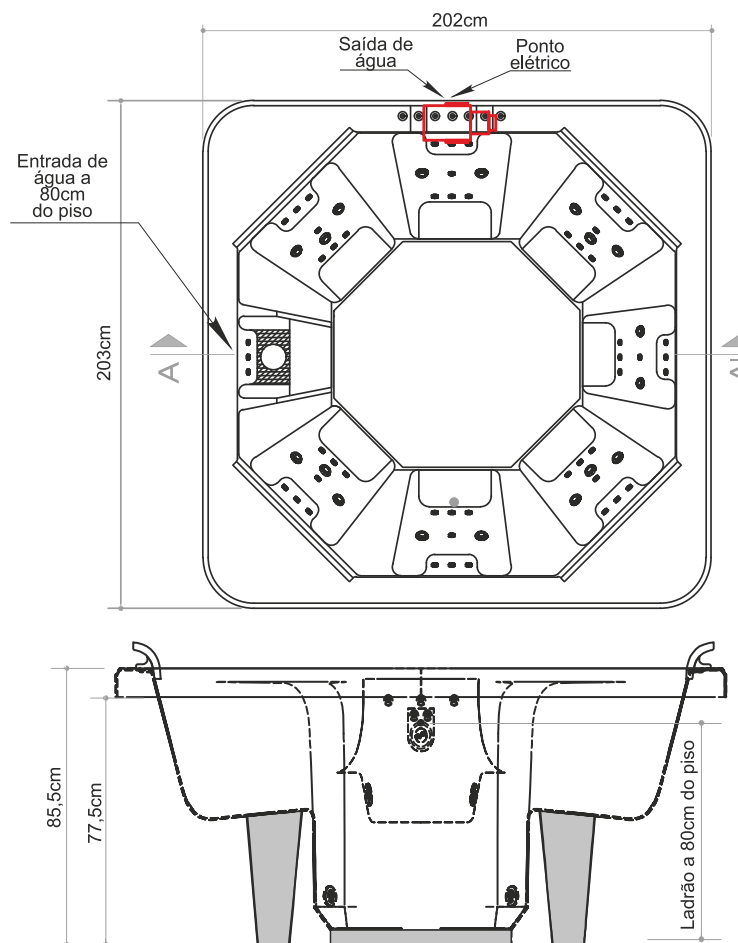 202cm
Saída de
água
Ponto
elétrico
Entrada de
água a
80cm
do piso
203cm
A
A'
85,5cm
77,5cm
Ladrão a 80cm do piso